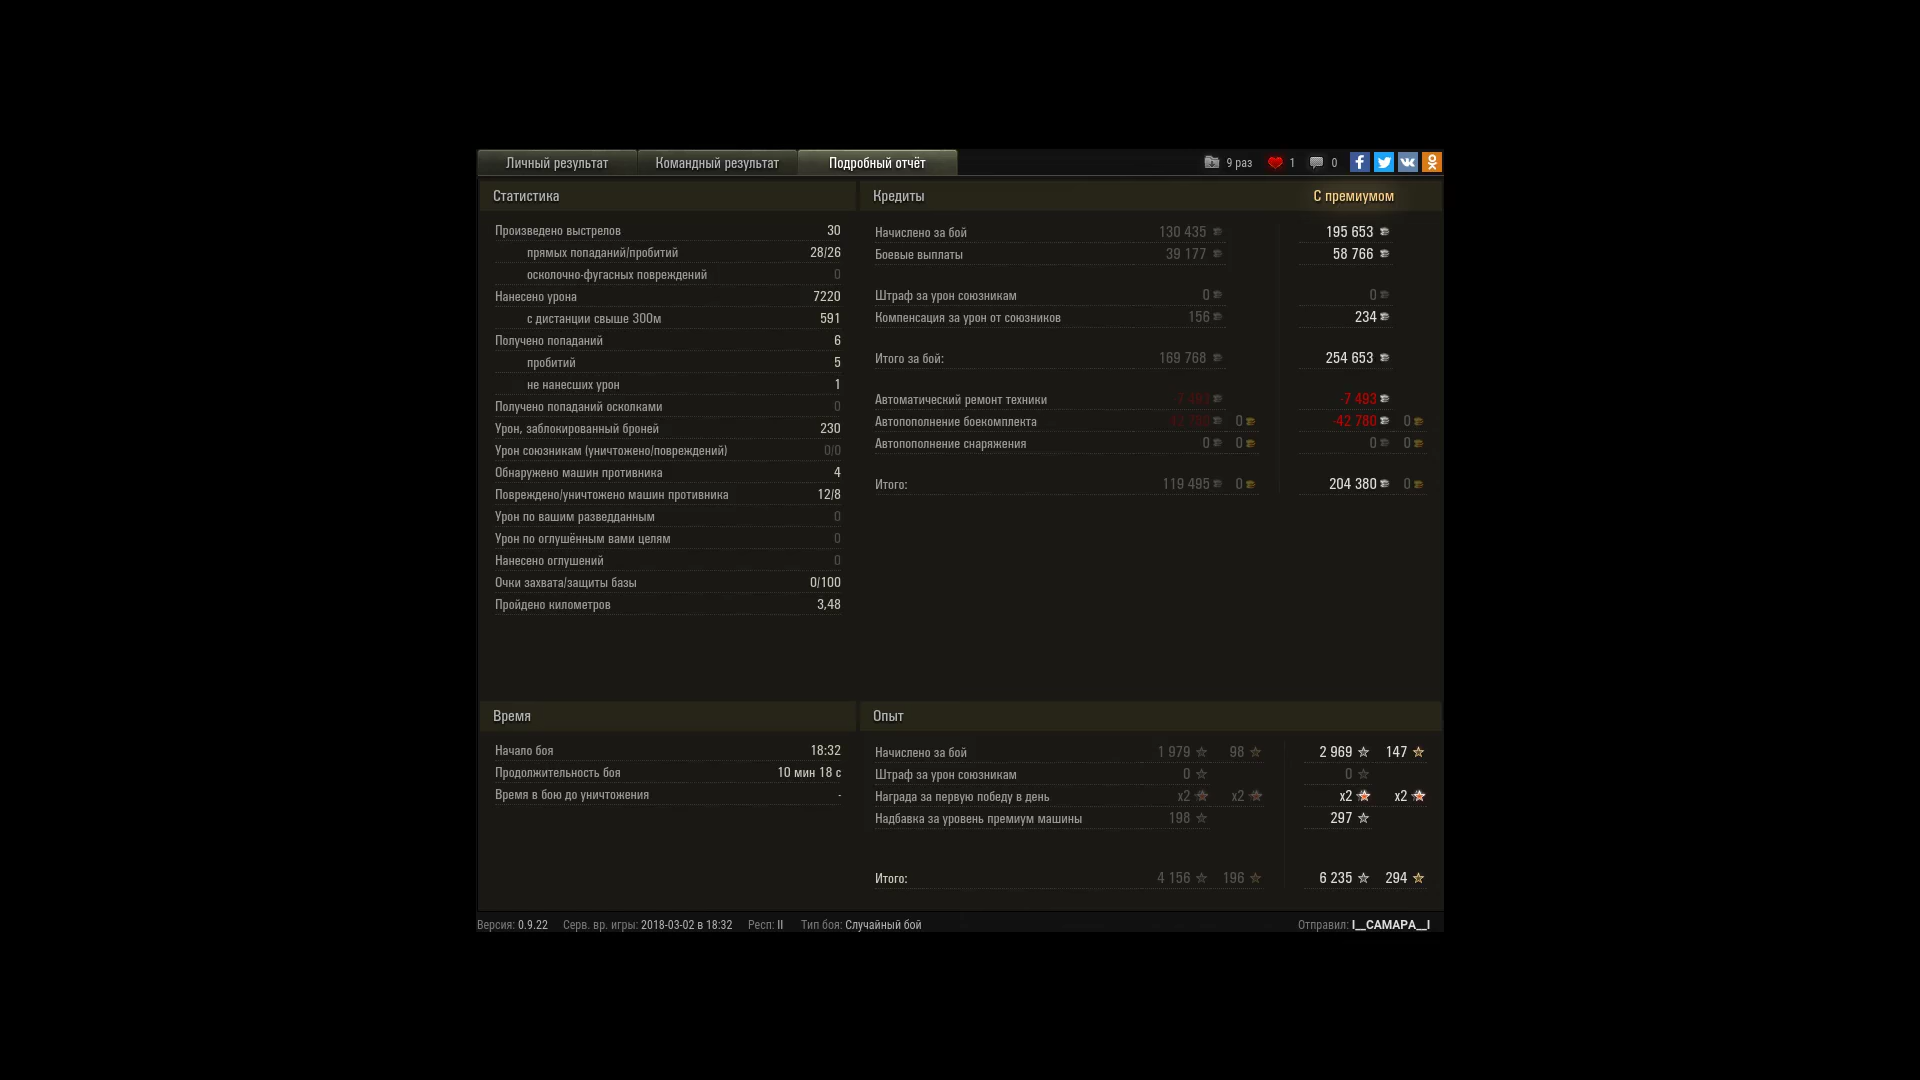 Личный результат Командный результат Подробный отчёт 9 раз 1 0
Статистика
Произведено выстрелов 30
прямых попаданий/пробитий 28/26
осколочно-фугасных повреждений 0
Нанесено урона 7220
с дистанции свыше 300м 591
Получено попаданий 6
пробитий 5
не нанесших урон 1
Получено попаданий осколками 0
Урон, заблокированный броней 230
Урон союзникам (уничтожено/повреждений) 0/0
Обнаружено машин противника 4
Повреждено/уничтожено машин противника 12/8
Урон по вашим разведданным 0
Урон по оглушённым вами целям 0
Нанесено оглушений 0
Очки захвата/защиты базы 0/100
Пройдено километров 3,48
Кредиты С премиумом
Начислено за бой 130 435 195 653
Боевые выплаты 39 177 58 766
Штраф за урон союзникам 0 0
Компенсация за урон от союзников 156 234
Итого за бой: 169 768 254 653
Автоматический ремонт техники -7 493 -7 493
Автопополнение боекомплекта 0 -42 780 0
Автопополнение снаряжения 0 0 0 0
Итого: 119 495 0 204 380 0
Время
Начало боя 18:32
Продолжительность боя 10 мин 18 с
Время в бою до уничтожения -
Опыт
Начислено за бой 1 979 98 2 969 147
Штраф за урон союзникам 0 0
Награда за первую победу в день x2 x2 x2 x2
Надбавка за уровень премиум машины 198 297
Итого: 4 156 196 6 235 294
Версия: 0.9.22 Серв. вр. игры: 2018-03-02 в 18:32 Респ: II Тип боя: Случайный бой Отправил: I__CAMAPA__I